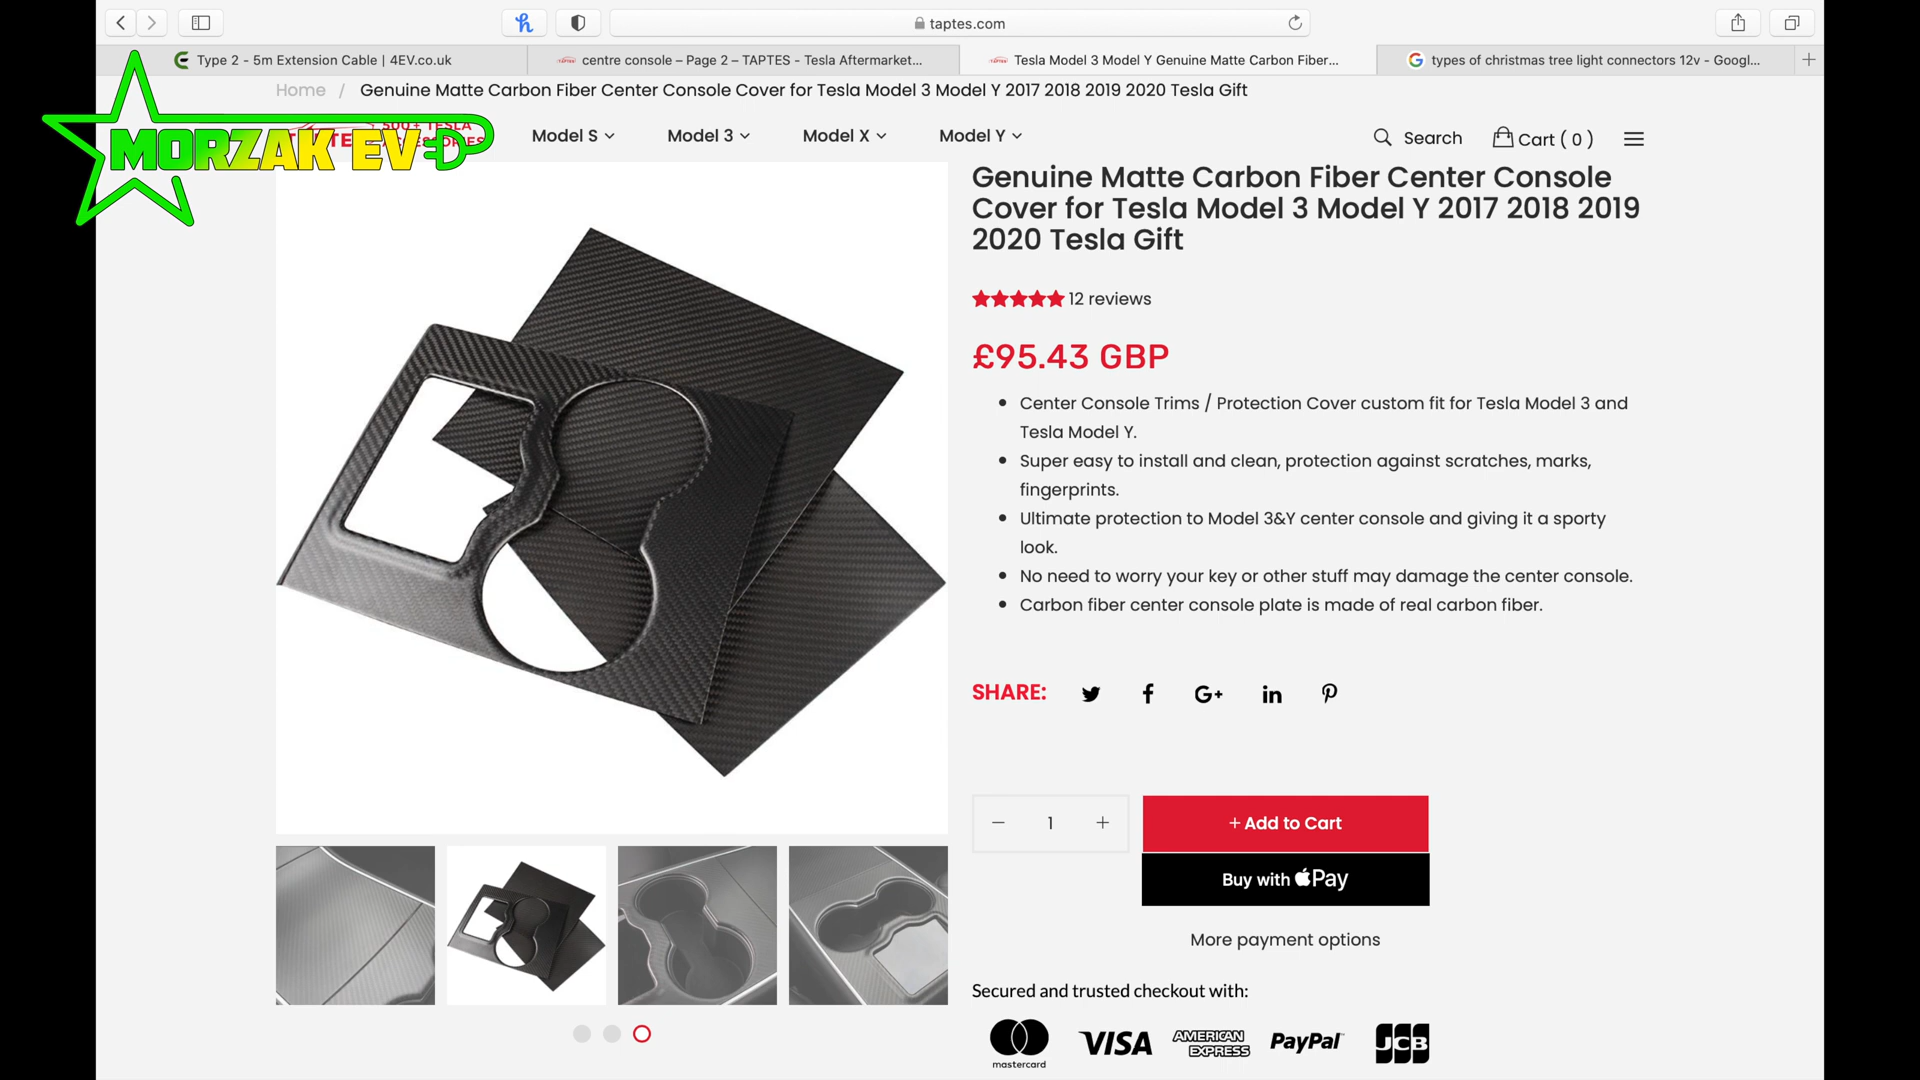 taptes.com
Type 2 - 5m Extension Cable | 4EV.co.uk
centre console – Page 2 – TAPTES - Tesla Aftermarket...
Tesla Model 3 Model Y Genuine Matte Carbon Fiber...
types of christmas tree light connectors 12v - Googl...
Home / Genuine Matte Carbon Fiber Center Console Cover for Tesla Model 3 Model Y 2017 2018 2019 2020 Tesla Gift
MORZAK EV
Model S
Model 3
Model X
Model Y
Search
Cart ( 0 )
Genuine Matte Carbon Fiber Center Console
Cover for Tesla Model 3 Model Y 2017 2018 2019
2020 Tesla Gift
12 reviews
£95.43 GBP
Center Console Trims / Protection Cover custom fit for Tesla Model 3 and
Tesla Model Y.
Super easy to install and clean, protection against scratches, marks,
fingerprints.
Ultimate protection to Model 3&Y center console and giving it a sporty
look.
No need to worry your key or other stuff may damage the center console.
Carbon fiber center console plate is made of real carbon fiber.
SHARE:
− 1 +
+ Add to Cart
Buy with Pay
More payment options
Secured and trusted checkout with:
mastercard
VISA
AMERICAN EXPRESS
PayPal
JCB